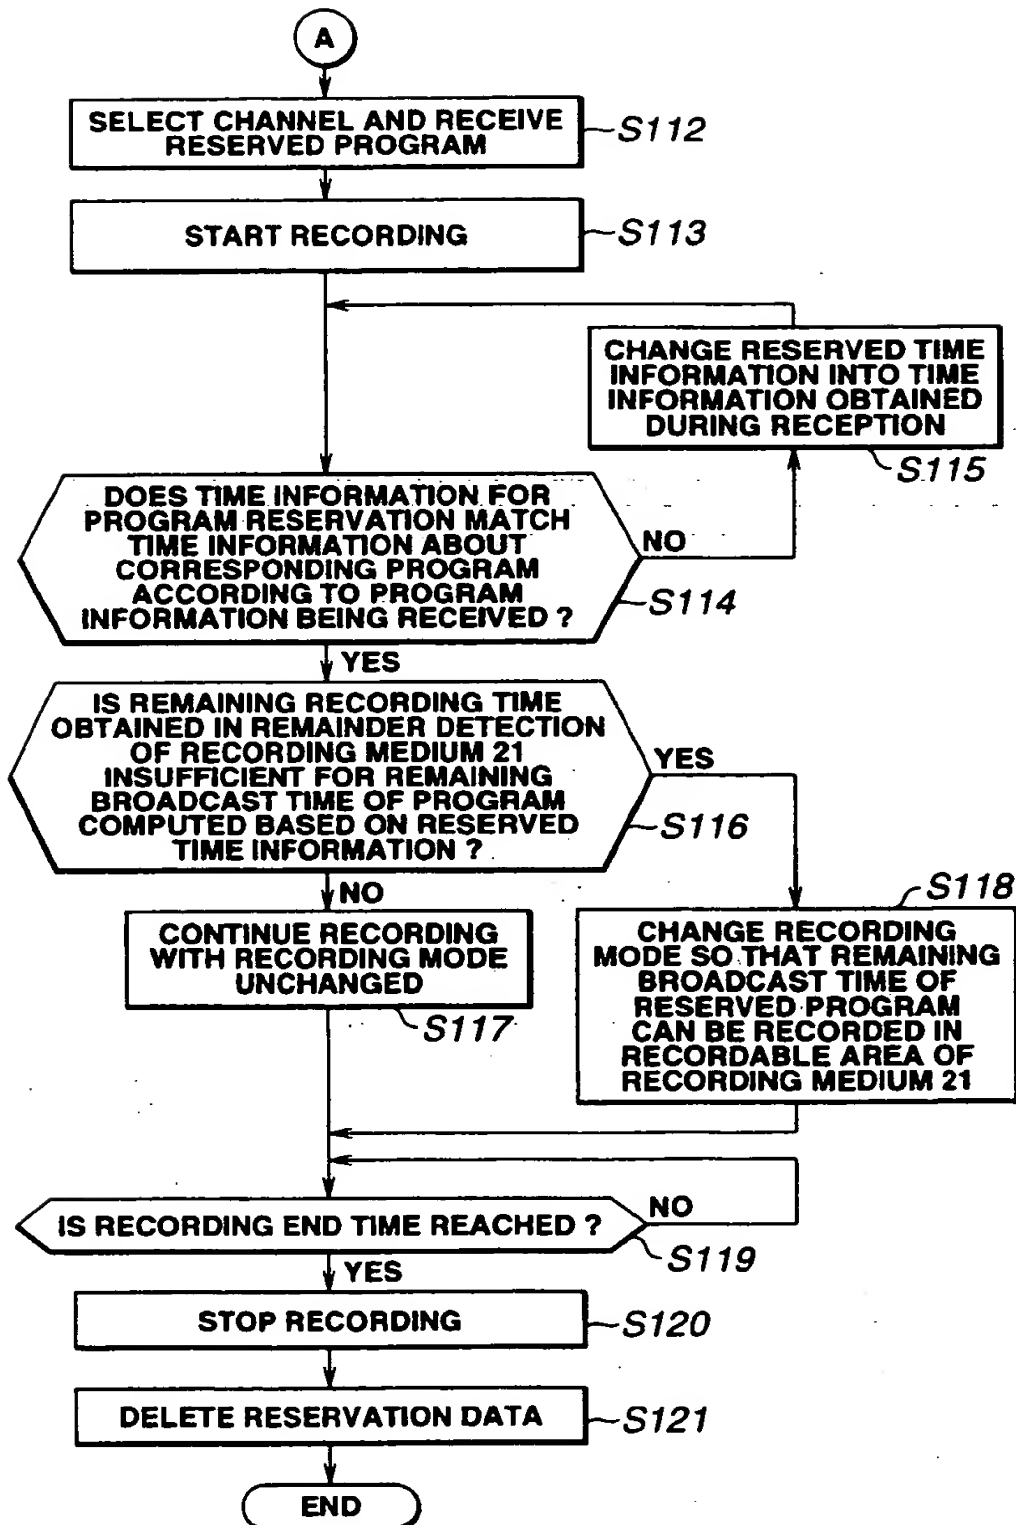 A
SELECT CHANNEL AND RECEIVE
RESERVED PROGRAM
S112
START RECORDING
S113
CHANGE RESERVED TIME
INFORMATION INTO TIME
INFORMATION OBTAINED
DURING RECEPTION
S115
DOES TIME INFORMATION FOR
PROGRAM RESERVATION MATCH
TIME INFORMATION ABOUT
CORRESPONDING PROGRAM
ACCORDING TO PROGRAM
INFORMATION BEING RECEIVED ?
NO
S114
YES
IS REMAINING RECORDING TIME
OBTAINED IN REMAINDER DETECTION
OF RECORDING MEDIUM 21
INSUFFICIENT FOR REMAINING
BROADCAST TIME OF PROGRAM
COMPUTED BASED ON RESERVED
TIME INFORMATION ?
YES
S116
NO
CONTINUE RECORDING
WITH RECORDING MODE
UNCHANGED
S117
S118
CHANGE RECORDING
MODE SO THAT REMAINING
BROADCAST TIME OF
RESERVED PROGRAM
CAN BE RECORDED IN
RECORDABLE AREA OF
RECORDING MEDIUM 21
IS RECORDING END TIME REACHED ?
NO
S119
YES
STOP RECORDING
S120
DELETE RESERVATION DATA
S121
END